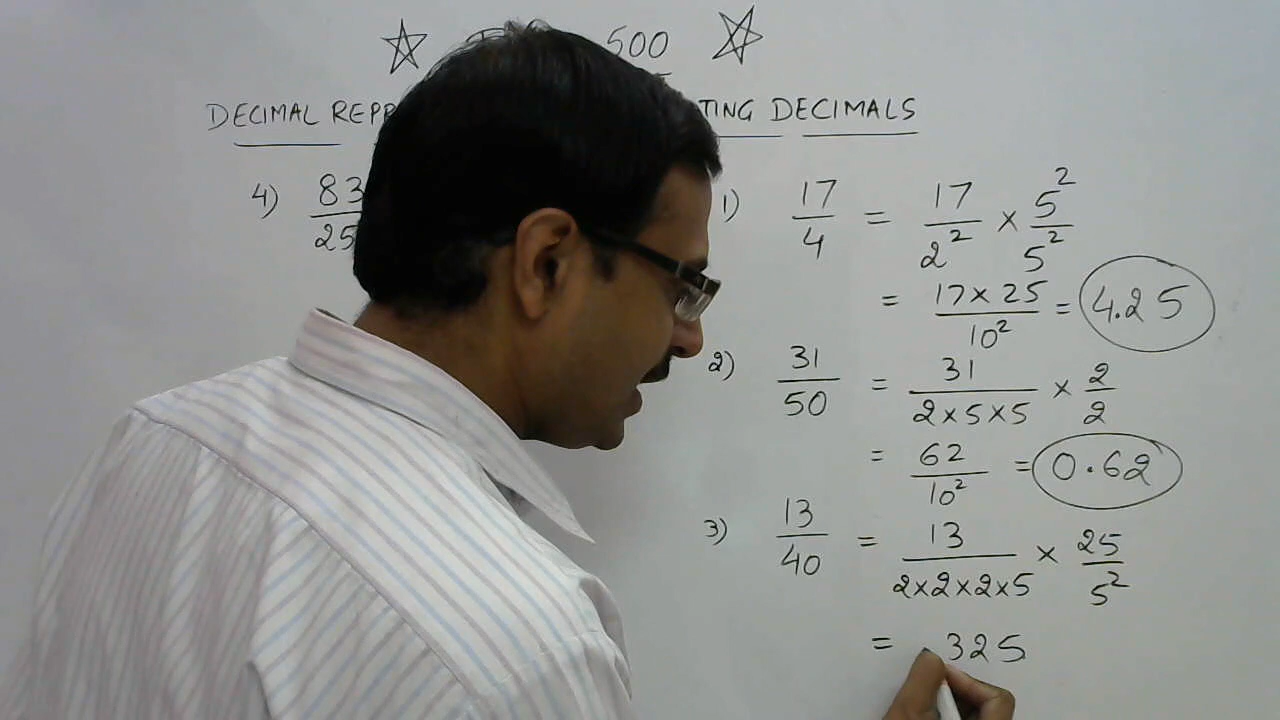 500
DECIMAL DECIMALS
4) 83/25
1) 17/4 = 17/2² × 5²/5²
= 17 × 25/10² = 4.25
2) 31/50 = 31/2×5×5 × 2/2
= 62/10² = 0.62
3) 13/40 = 13/2×2×2×5 × 25/5²
= 325